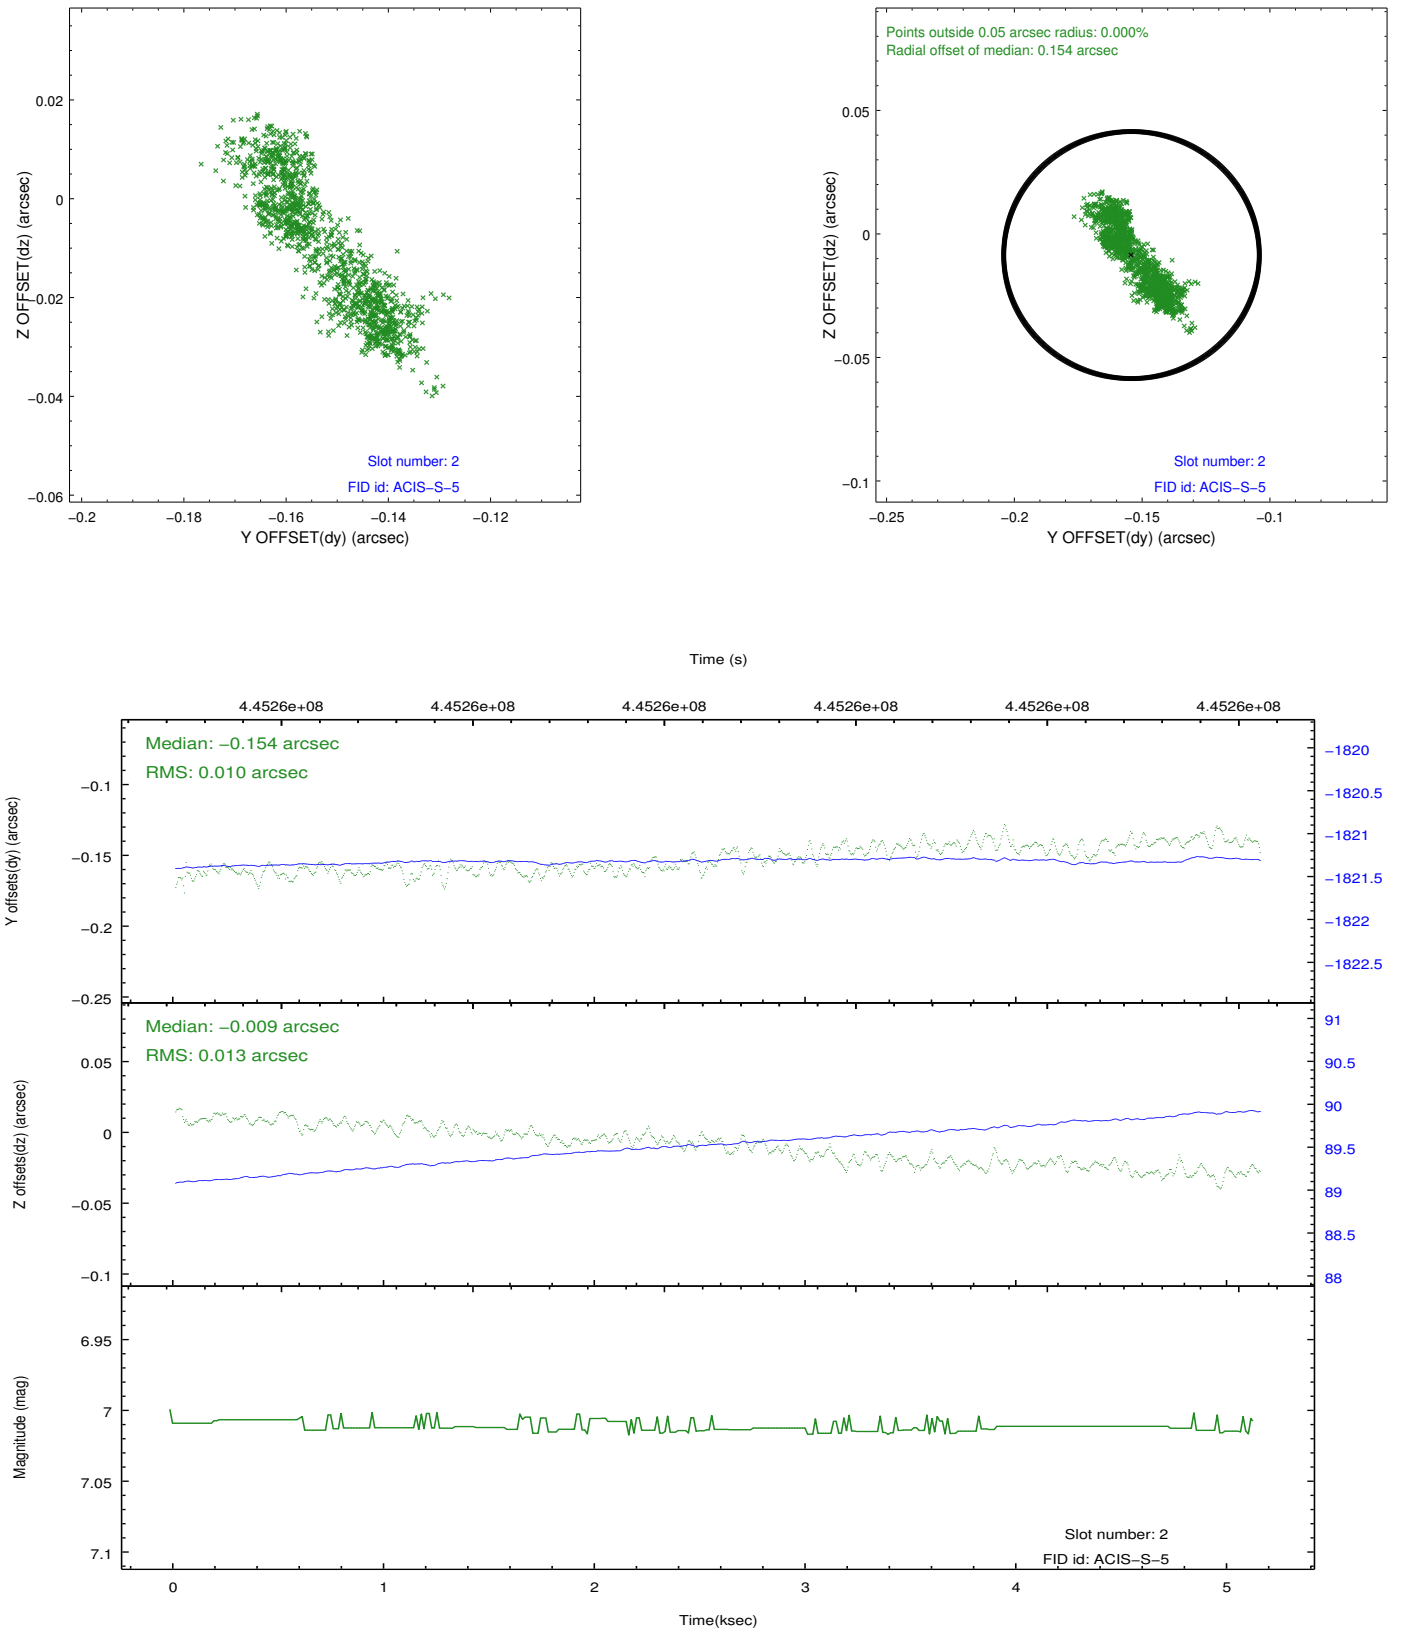 0.02
0
−0.02
−0.04
−0.06
Z OFFSET(dz) (arcsec)
Slot number: 2
FID id: ACIS−S−5
−0.2
−0.18
−0.16
−0.14
−0.12
Y OFFSET(dy) (arcsec)
Points outside 0.05 arcsec radius: 0.000%
Radial offset of median: 0.154 arcsec
0.05
0
−0.05
−0.1
Z OFFSET(dz) (arcsec)
Slot number: 2
FID id: ACIS−S−5
−0.25
−0.2
−0.15
−0.1
Y OFFSET(dy) (arcsec)
Time (s)
4.4526e+08
4.4526e+08
4.4526e+08
4.4526e+08
4.4526e+08
4.4526e+08
Median: −0.154 arcsec
RMS: 0.010 arcsec
−0.1
−0.15
−0.2
−0.25
Y offsets(dy) (arcsec)
−1820
−1820.5
−1821
−1821.5
−1822
−1822.5
Median: −0.009 arcsec
RMS: 0.013 arcsec
0.05
0
−0.05
−0.1
Z offsets(dz) (arcsec)
91
90.5
90
89.5
89
88.5
88
6.95
7
7.05
7.1
Magnitude (mag)
Slot number: 2
FID id: ACIS−S−5
0
1
2
3
4
5
Time(ksec)